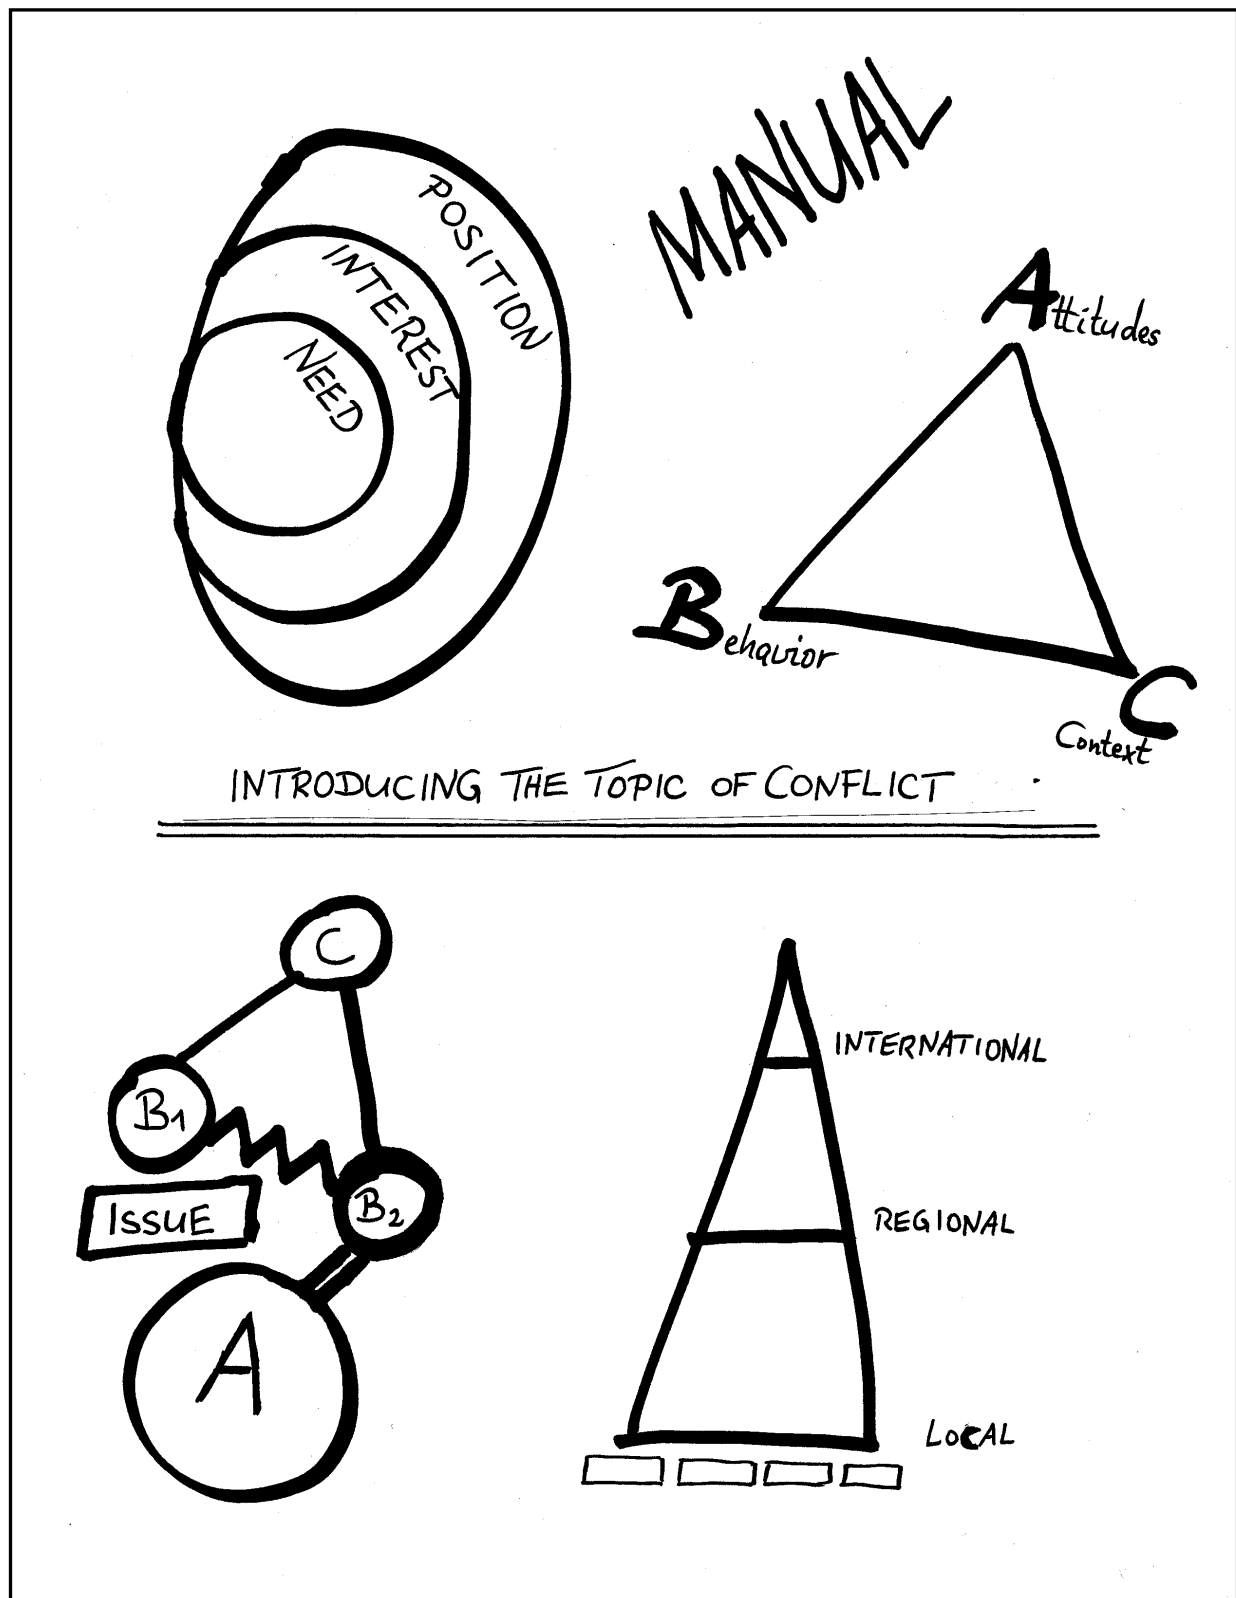 MANUAL
POSITION
INTEREST
NEED
Attitudes
Behavior
C
Context
INTRODUCING THE TOPIC OF CONFLICT
C
B1
B2
ISSUE
A
INTERNATIONAL
REGIONAL
LOCAL